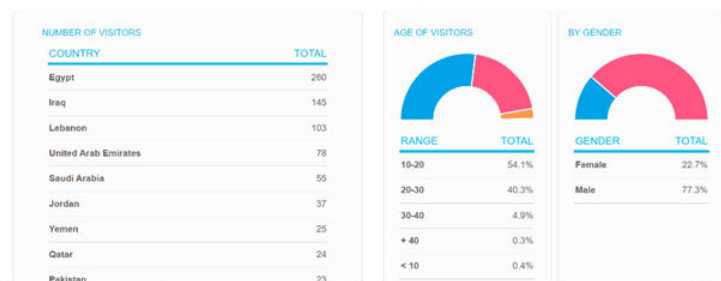 NUMBER OF VISITORS
COUNTRY TOTAL
Egypt 260
Iraq 145
Lebanon 103
United Arab Emirates 78
Saudi Arabia 55
Jordan 37
Yemen 25
Qatar 24
Pakistan 23
AGE OF VISITORS
RANGE TOTAL
10-20 54.1%
20-30 40.3%
30-40 4.9%
+ 40 0.3%
< 10 0.4%
BY GENDER
GENDER TOTAL
Female 22.7%
Male 77.3%